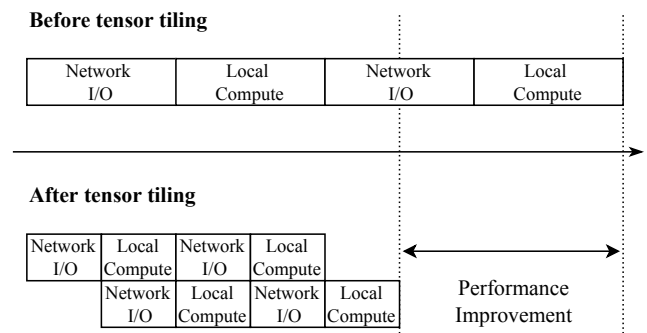 Before tensor tiling
Network Local Network Local
I/O Compute I/O Compute
After tensor tiling
Network Local Network Local
I/O Compute I/O Compute
Network Local Network Local
I/O Compute I/O Compute
Performance
Improvement